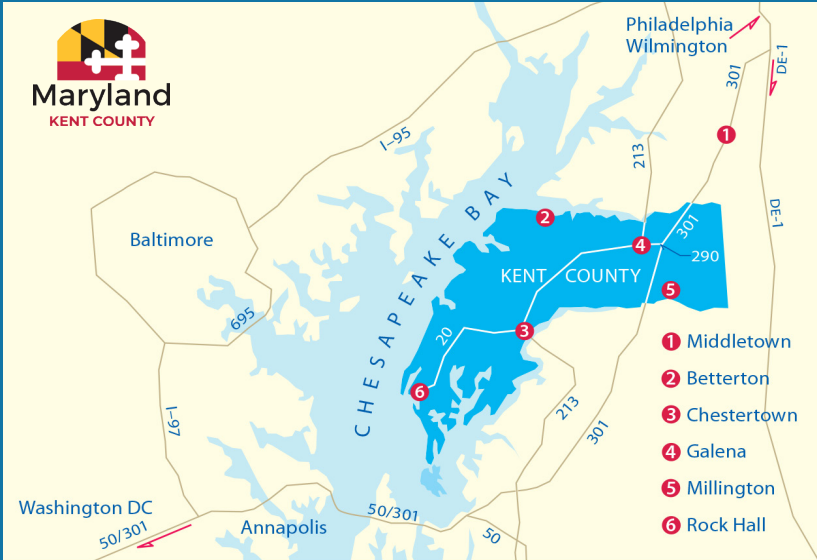 Maryland
KENT COUNTY
Philadelphia
Wilmington
DE-1
301
1
I-95
213
CHESAPEAKE BAY
2
DE-1
Baltimore
4
301
290
KENT COUNTY
5
695
20
3
1 Middletown
2 Betterton
6
3 Chestertown
I-97
213
301
4 Galena
5 Millington
Washington DC
50/301
Annapolis
50/301
50
6 Rock Hall